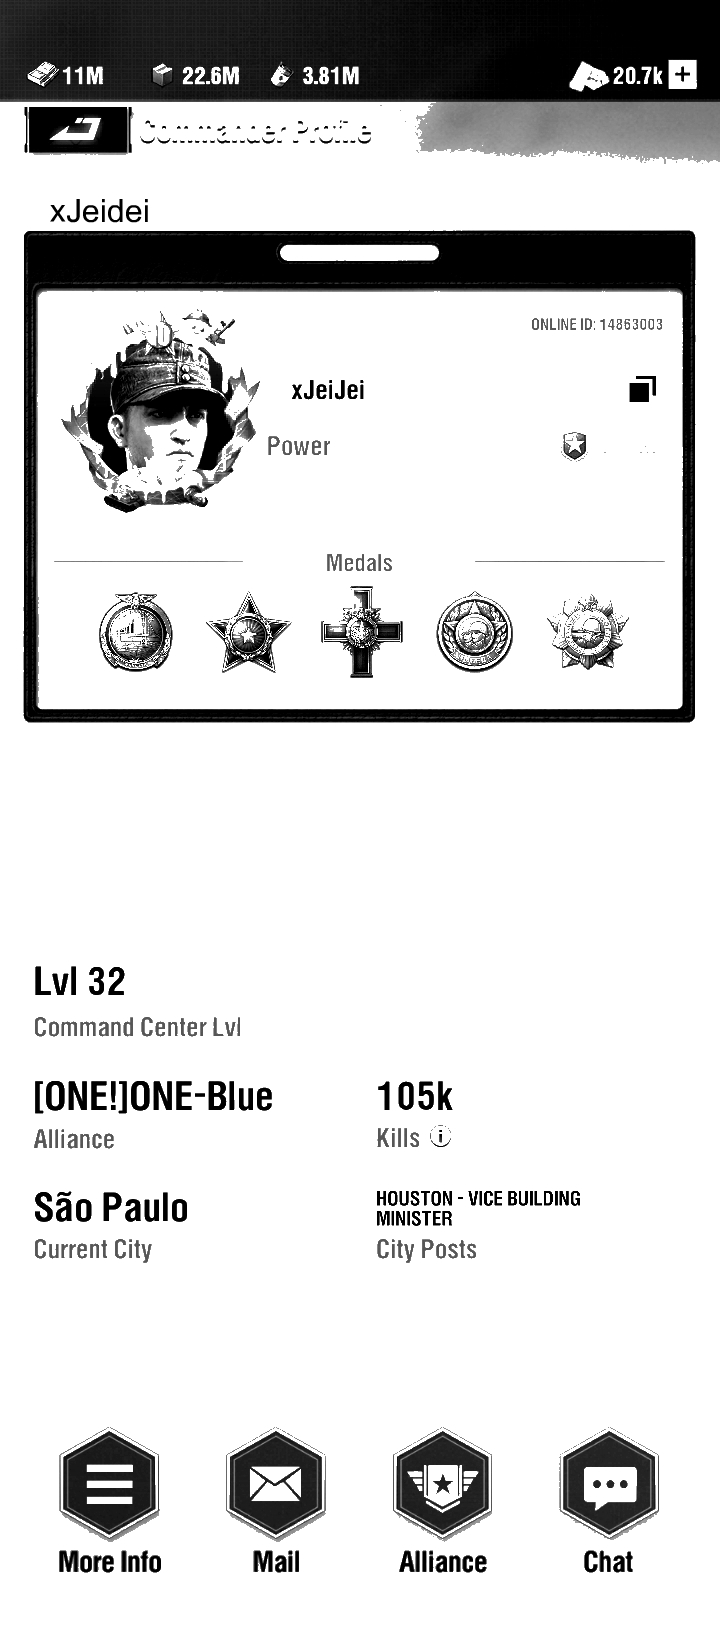 11M 22.6M 3.81M 20.7k
Commander Profile
xJeidei
ONLINE ID: 14863003
xJeiJei
Power
Medals
Lvl 32
Command Center Lvl
[ONE!]ONE-Blue 105k
Alliance Kills
São Paulo HOUSTON - VICE BUILDING
MINISTER
Current City City Posts
More Info Mail Alliance Chat